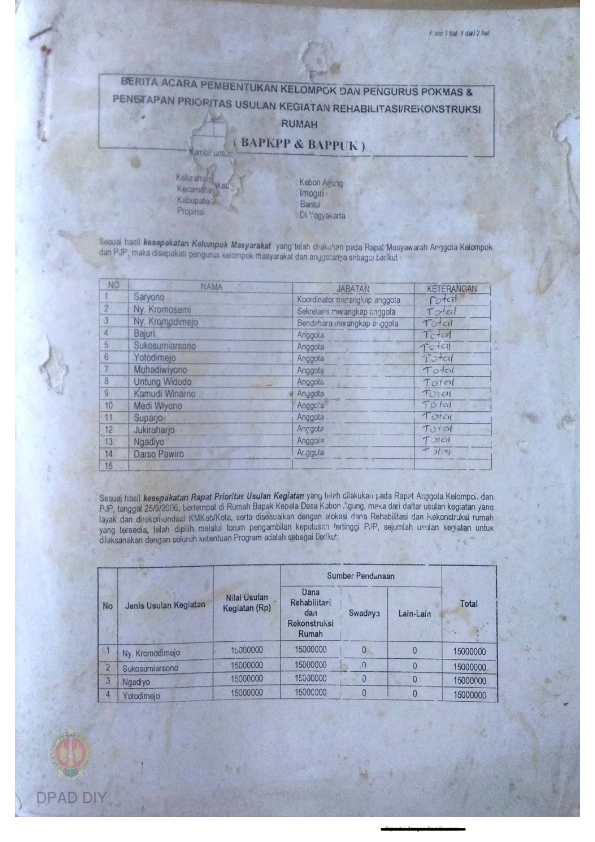 Form 1 hal. 1 dari 2 hal
BERITA ACARA PEMBENTUKAN KELOMPOK DAN PENGURUS POKMAS &
PENETAPAN PRIORITAS USULAN KEGIATAN REHABILITASI/REKONSTRUKSI
RUMAH
( BAPKPP & BAPPUK )
untuk
Kelurahan : Kebon Agung
Kecamatan : Imogiri
Kabupaten : Bantul
Propinsi : DI Yogyakarta
Sesuai hasil kesepakatan Kelompok Masyarakat yang telah dilakukan pada Rapat Musyawarah Anggota Kelompok
dan PJP, maka disepakati pengurus kelompok masyarakat dan anggotanya sebagai berikut
NO NAMA JABATAN KETERANGAN
1 Saryono Koordinator merangkap anggota Total
2 Ny. Kromosemi Sekretaris merangkap anggota Total
3 Ny. Kromodimejo Bendahara merangkap anggota Total
4 Bajuri Anggota Total
5 Sukosumiarsono Anggota Total
6 Yotodimejo Anggota Total
7 Muhadiwiyono Anggota Total
8 Untung Widodo Anggota Total
9 Kamudi Winarno Anggota Total
10 Medi Wiyono Anggota Total
11 Suparjo Anggota Total
12 Jukiraharjo Anggota Total
13 Ngadiyo Anggota Total
14 Darso Pawiro Anggota Total
15
Sesuai hasil kesepakatan Rapat Prioritas Usulan Kegiatan yang telah dilakukan pada Rapat Anggota Kelompok dan
PJP, tanggal 25/9/2006, bertempat di Rumah Bapak Kepala Desa Kabon Agung, maka dari daftar usulan kegiatan yang
layak dan direkomondasi KMKab/Kota, serta disesuaikan dengan alokasi dana Rehabilitasi dan Rekonstruksi rumah
yang tersedia, telah dipilih melalui forum pengambilan keputusan tertinggi PJP, sejumlah usulan kegiatan untuk
dilaksanakan dengan seluruh ketentuan Program adalah sebagai berikut:
Sumber Pendanaan
No Jenis Usulan Kegiatan Nilai Usulan Kegiatan (Rp) Dana Rehabilitari dan Rekonstruksi Rumah Swadaya Lain-Lain Total
1 Ny. Kromodimejo 15000000 15000000 0 0 15000000
2 Sukosumiarsono 15000000 15000000 0 0 15000000
3 Ngadiyo 15000000 15000000 0 0 15000000
4 Yotodimejo 15000000 15000000 0 0 15000000
DPAD DIY